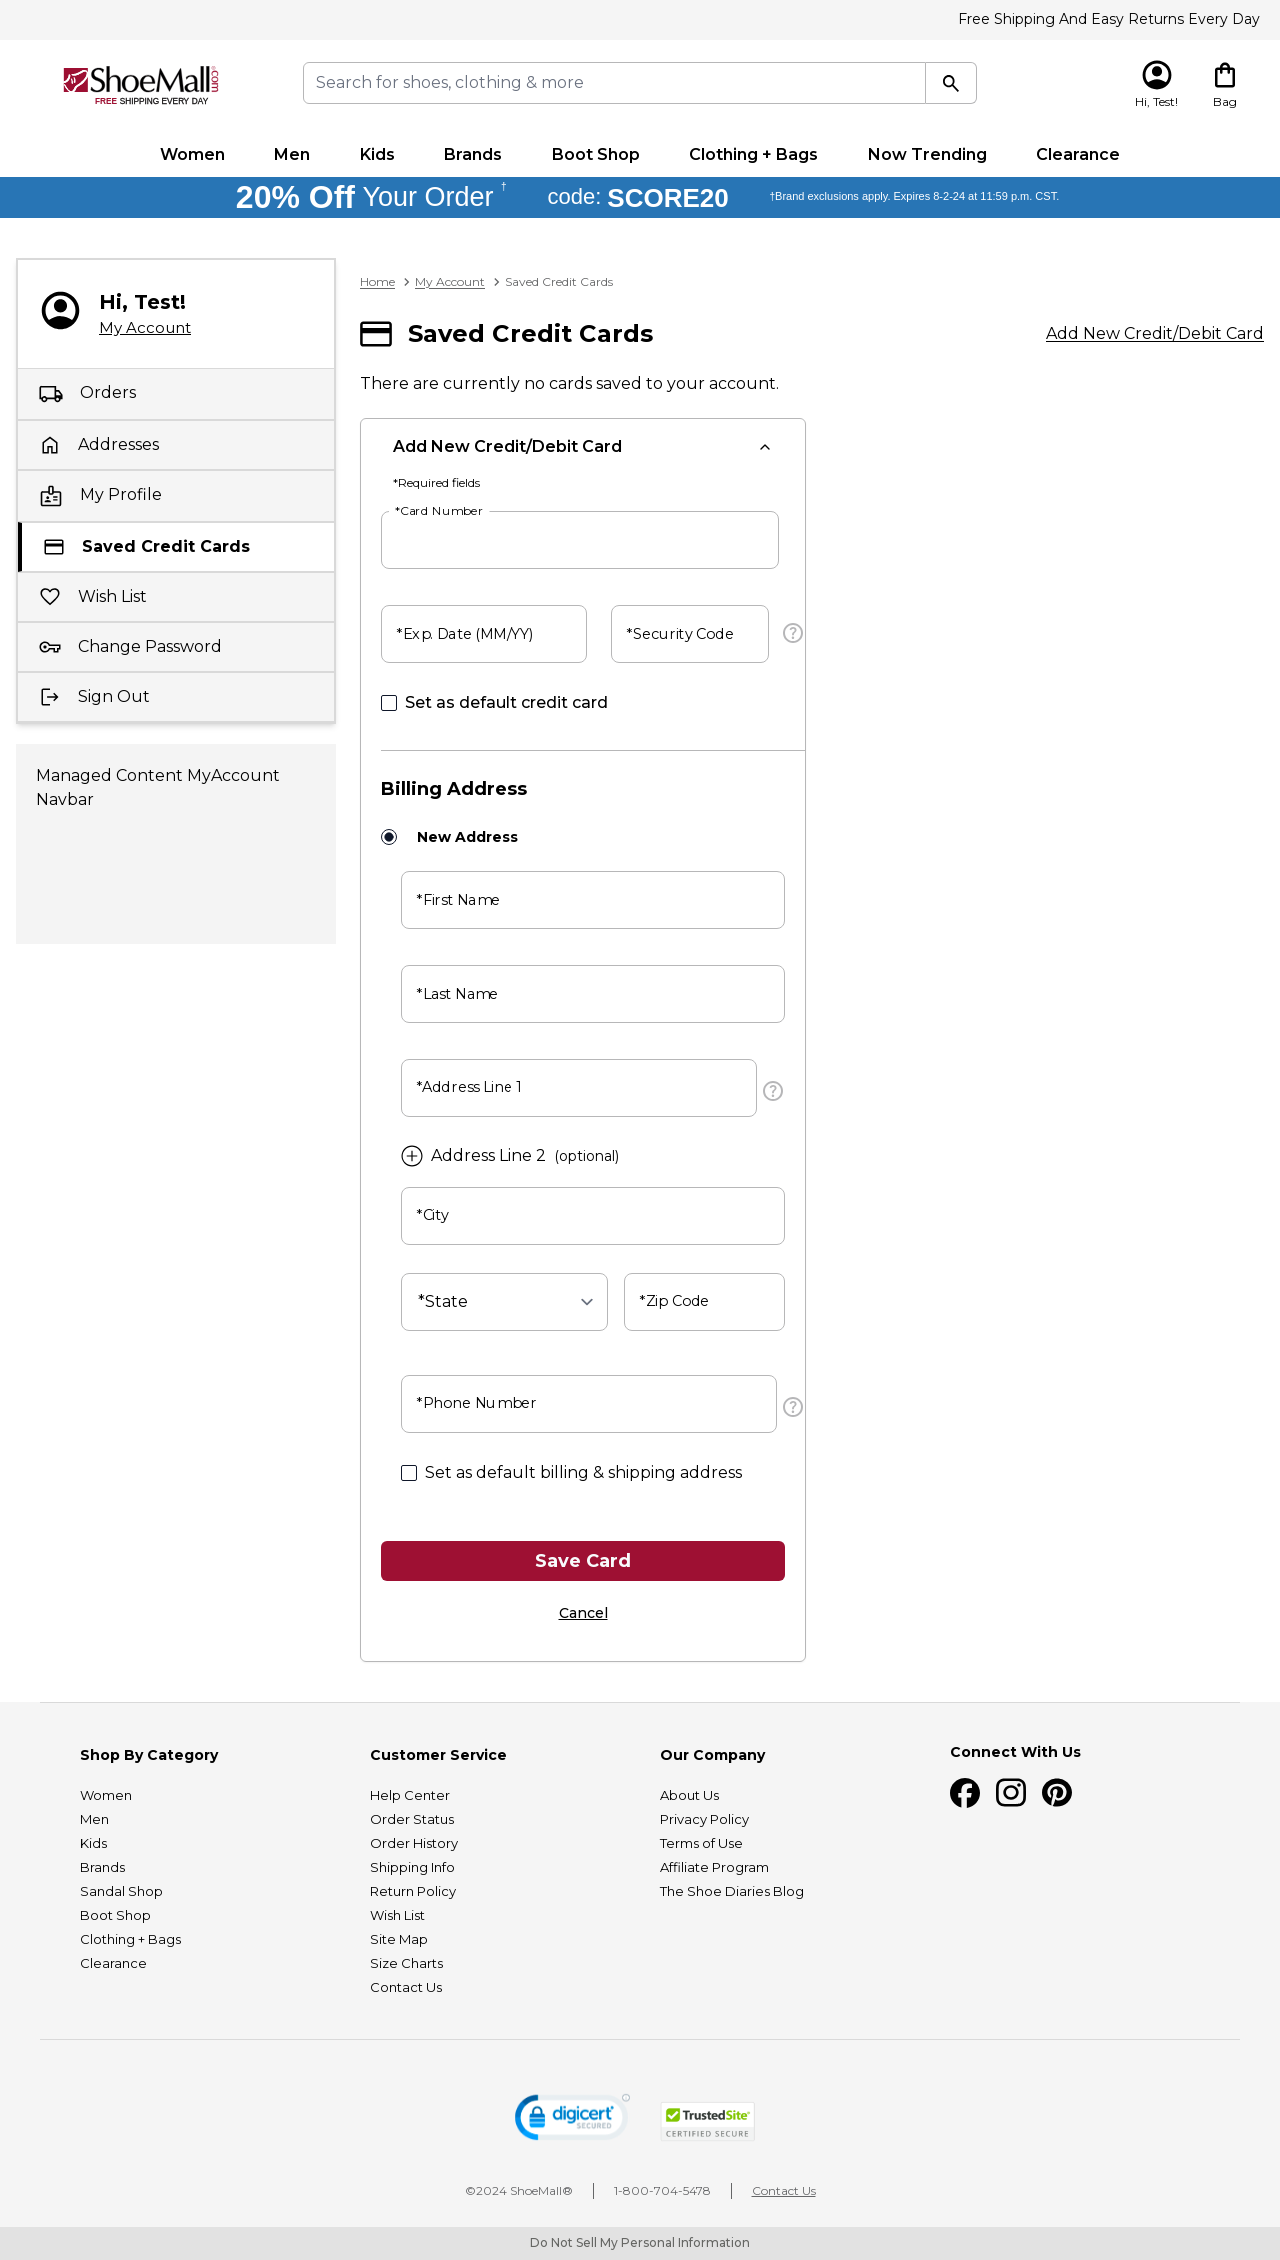 Free Shipping And Easy Returns Every Day
ShoeMall®.com
FREE SHIPPING EVERY DAY
Search for shoes, clothing & more
Hi, Test!
Bag
Women Men Kids Brands Boot Shop Clothing + Bags Now Trending Clearance
20% Off Your Order † code: SCORE20 †Brand exclusions apply. Expires 8-2-24 at 11:59 p.m. CST.
Hi, Test!
My Account
Orders
Addresses
My Profile
Saved Credit Cards
Wish List
Change Password
Sign Out
Managed Content MyAccount
Navbar
Home My Account Saved Credit Cards
Saved Credit Cards
Add New Credit/Debit Card
There are currently no cards saved to your account.
Add New Credit/Debit Card
*Required fields
*Card Number
*Exp. Date (MM/YY) *Security Code
Set as default credit card
Billing Address
New Address
*First Name
*Last Name
*Address Line 1
Address Line 2 (optional)
*City
*State *Zip Code
*Phone Number
Set as default billing & shipping address
Save Card
Cancel
Shop By Category
Women
Men
Kids
Brands
Sandal Shop
Boot Shop
Clothing + Bags
Clearance
Customer Service
Help Center
Order Status
Order History
Shipping Info
Return Policy
Wish List
Site Map
Size Charts
Contact Us
Our Company
About Us
Privacy Policy
Terms of Use
Affiliate Program
The Shoe Diaries Blog
Connect With Us
digicert
SECURED
TrustedSite
CERTIFIED SECURE
©2024 ShoeMall® 1-800-704-5478 Contact Us
Do Not Sell My Personal Information